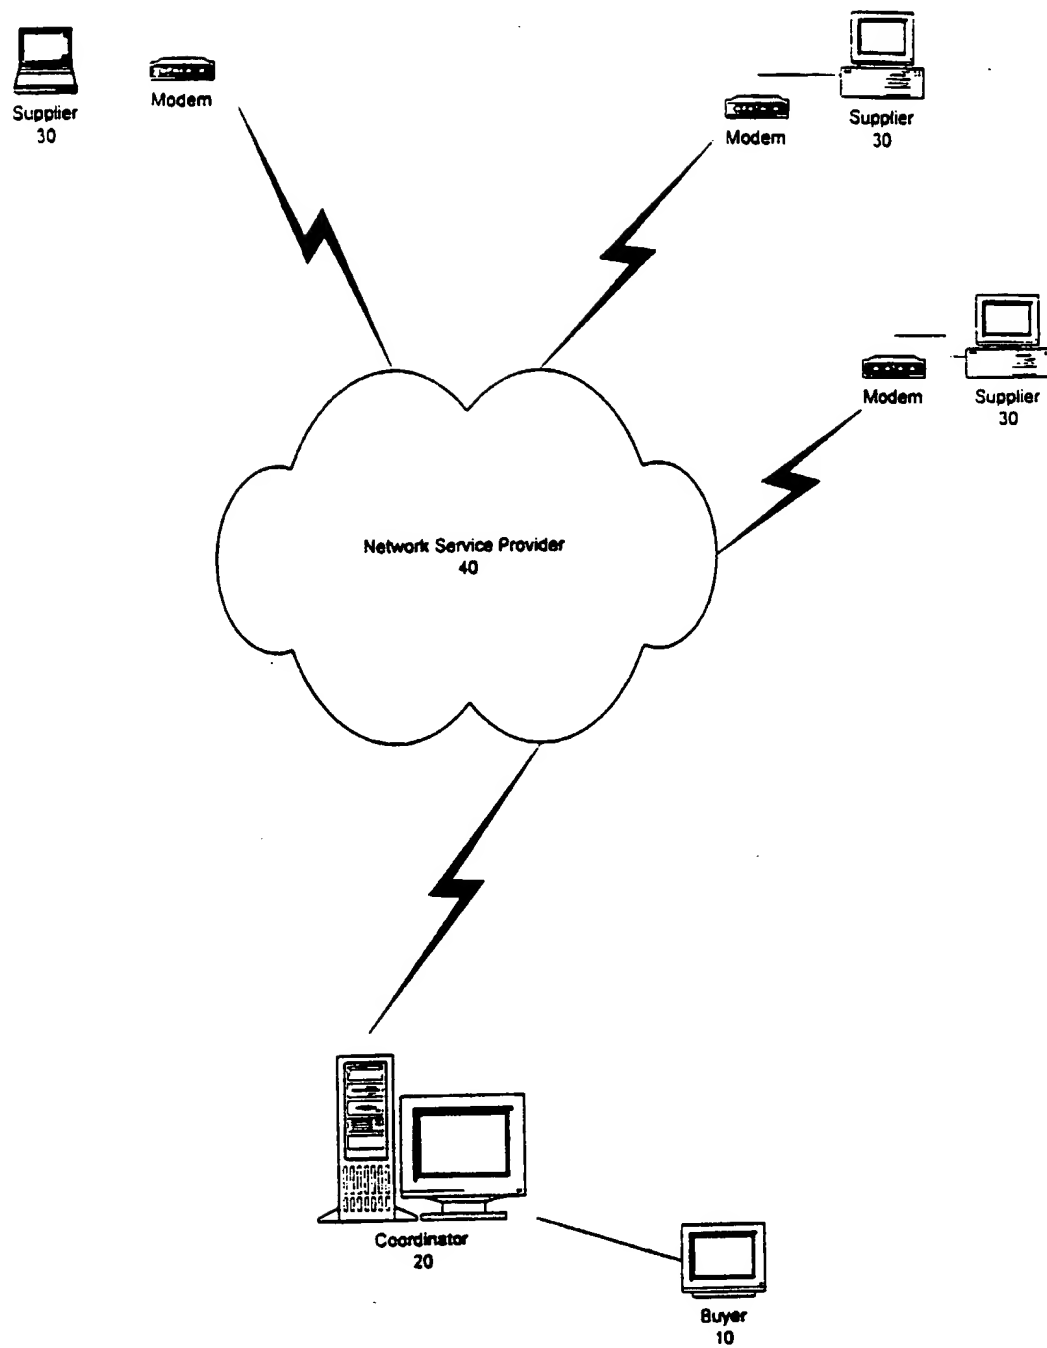 Supplier
30
Modem
Modem
Supplier
30
Modem
Supplier
30
Network Service Provider
40
Coordinator
20
Buyer
10